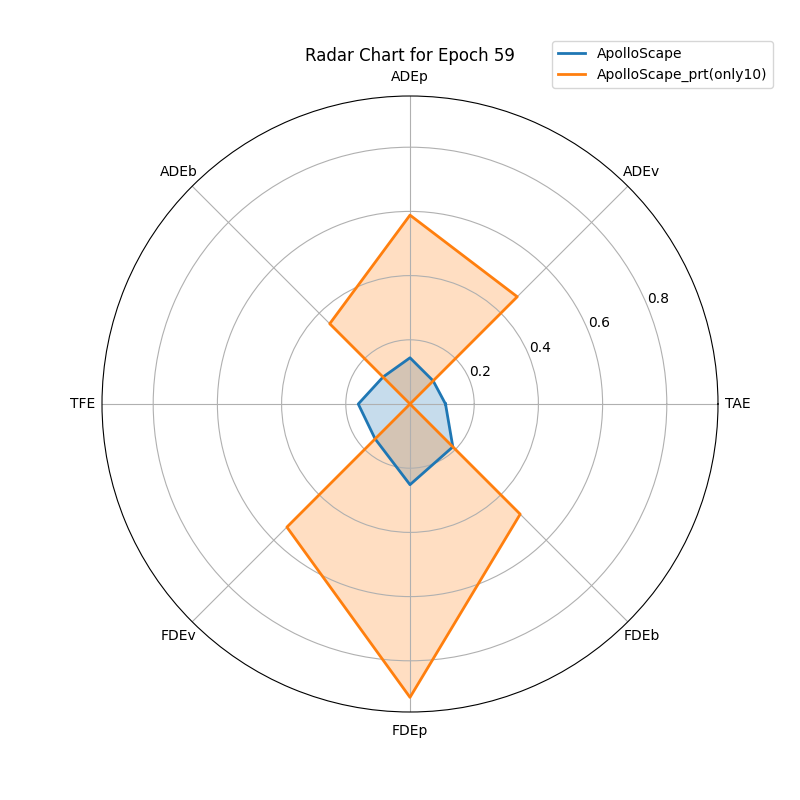 Radar Chart for Epoch 59
ApolloScape
ApolloScape_prt(only10)
ADEp
ADEb
ADEv
0.8
0.6
0.4
0.2
TFE
TAE
FDEv
FDEb
FDEp